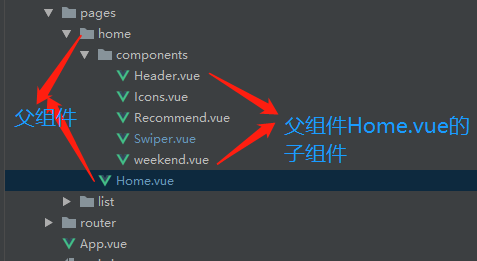 pages
home
components
Header.vue
Icons.vue
Recommend.vue
Swiper.vue
weekend.vue
Home.vue
list
router
App.vue
父组件
父组件Home.vue的
子组件